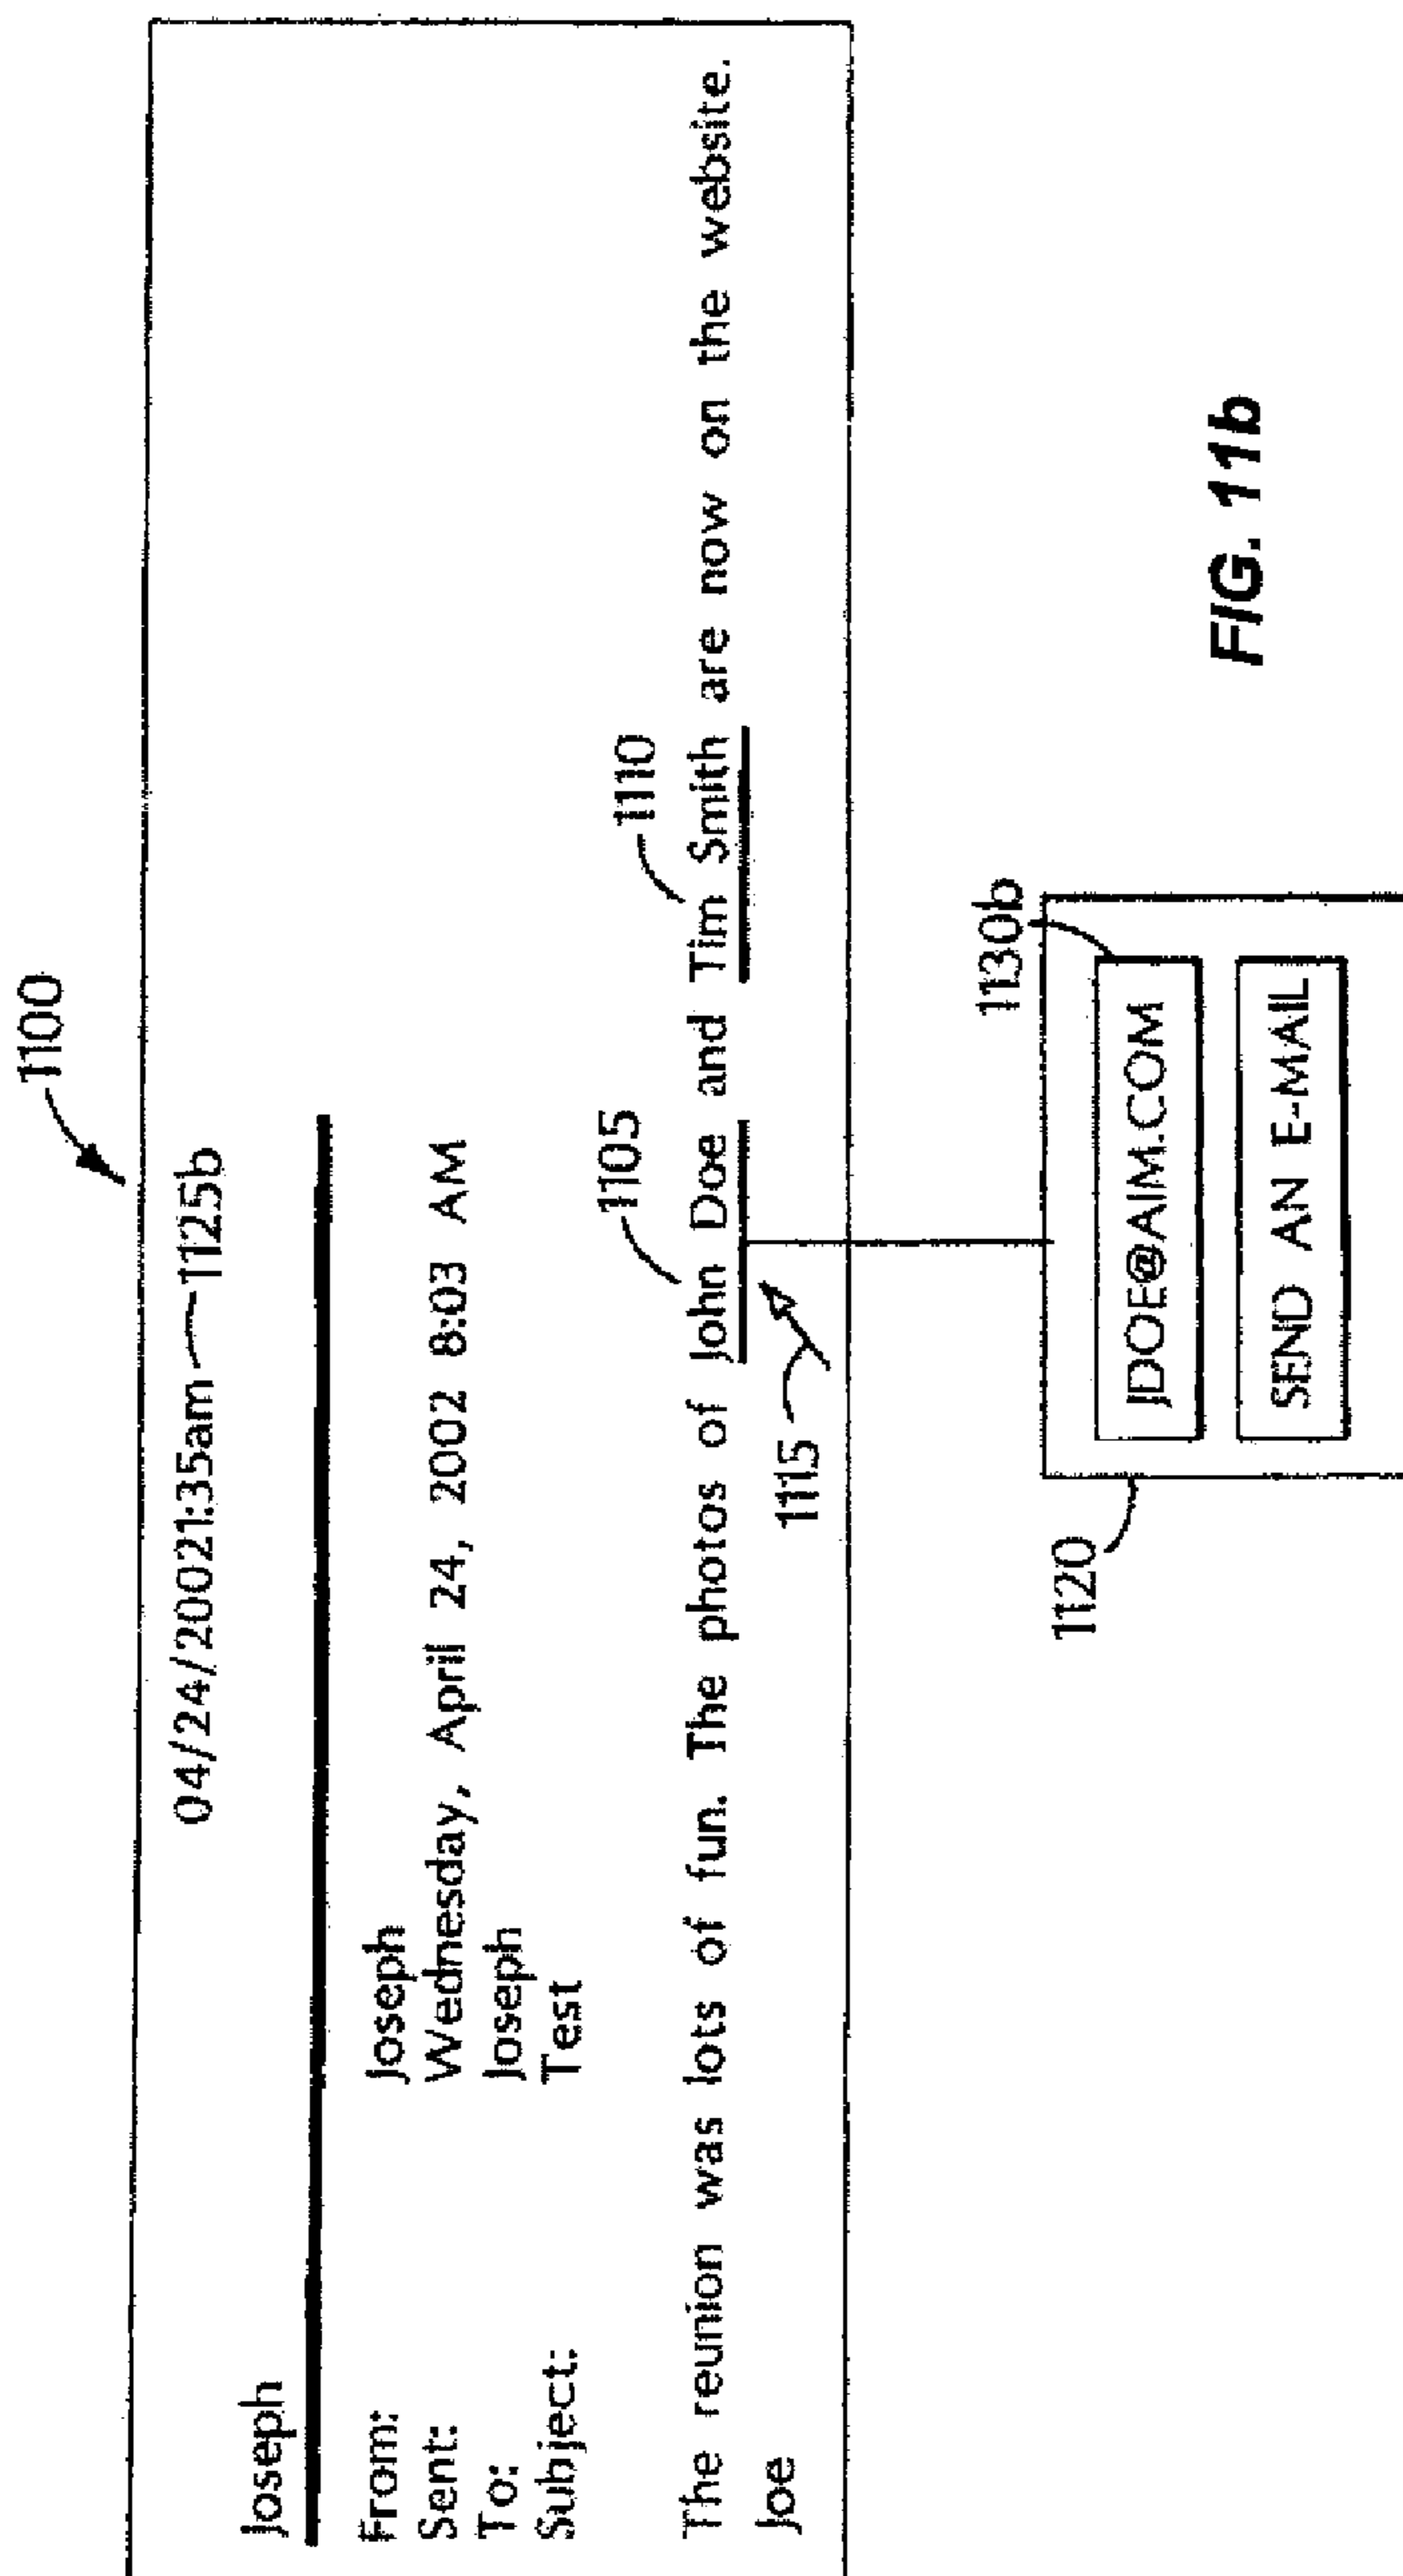 1100
04/24/20021:35am 1125b
Joseph
From: Joseph
Sent: Wednesday, April 24, 2002 8:03 AM
To: Joseph
Subject: Test
1105 1110
The reunion was lots of fun. The photos of John Doe and Tim Smith are now on the website.
Joe
1115
1120 1130b
JDOE@AIM.COM
SEND AN E-MAIL
FIG. 11b